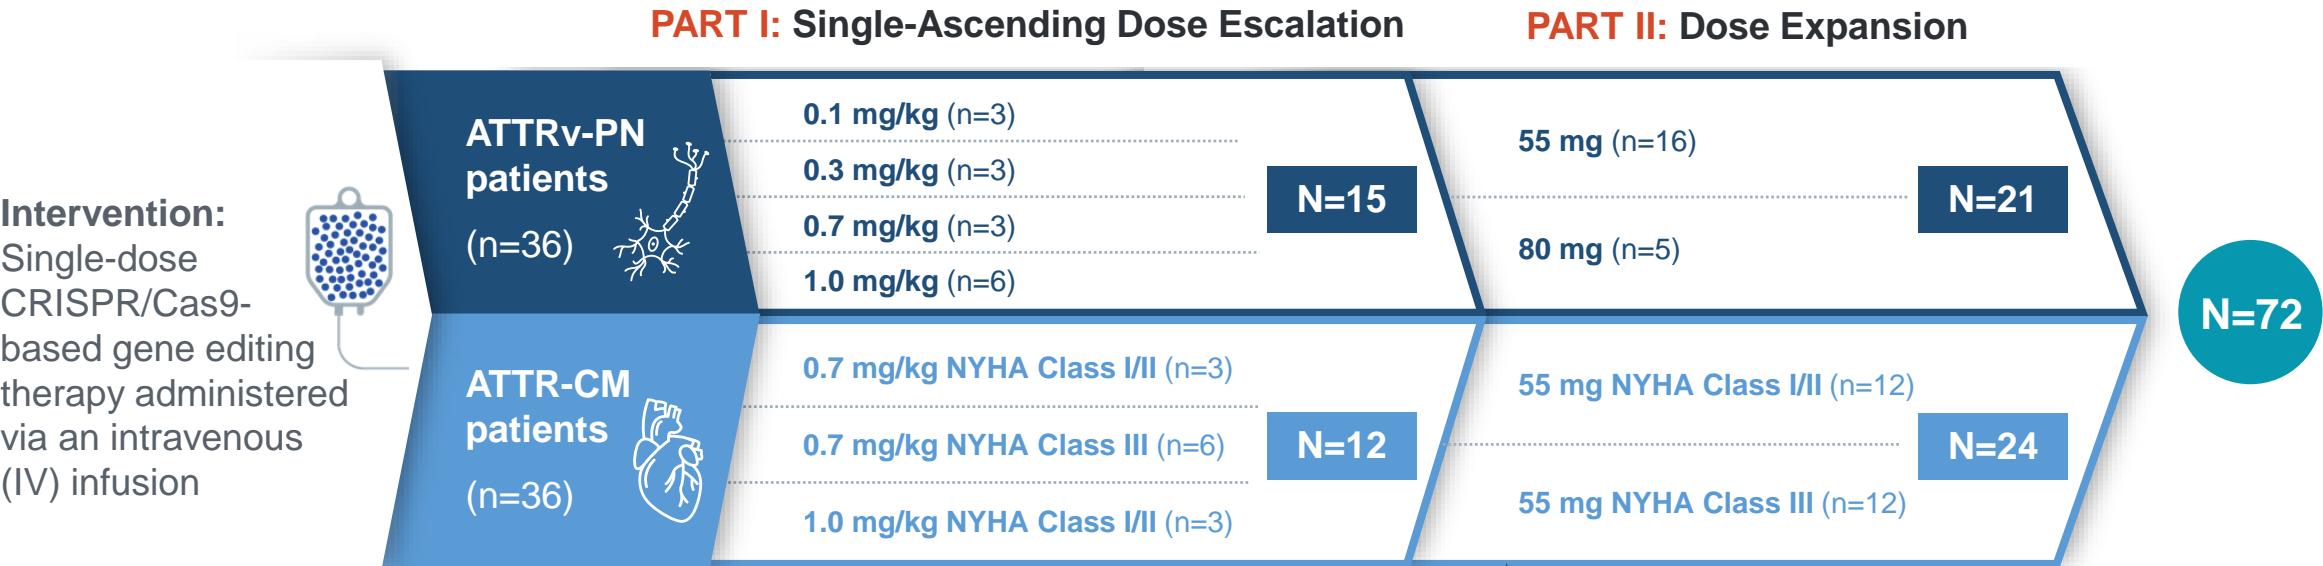 PART I: Single-Ascending Dose Escalation
PART II: Dose Expansion
Intervention:
Single-dose
CRISPR/Cas9-
based gene editing
therapy administered
via an intravenous
(IV) infusion
ATTRv-PN
patients
(n=36)
0.1 mg/kg (n=3)
0.3 mg/kg (n=3)
0.7 mg/kg (n=3)
1.0 mg/kg (n=6)
N=15
55 mg (n=16)
80 mg (n=5)
N=21
ATTR-CM
patients
(n=36)
0.7 mg/kg NYHA Class I/II (n=3)
0.7 mg/kg NYHA Class III (n=6)
1.0 mg/kg NYHA Class I/II (n=3)
N=12
55 mg NYHA Class I/II (n=12)
55 mg NYHA Class III (n=12)
N=24
N=72